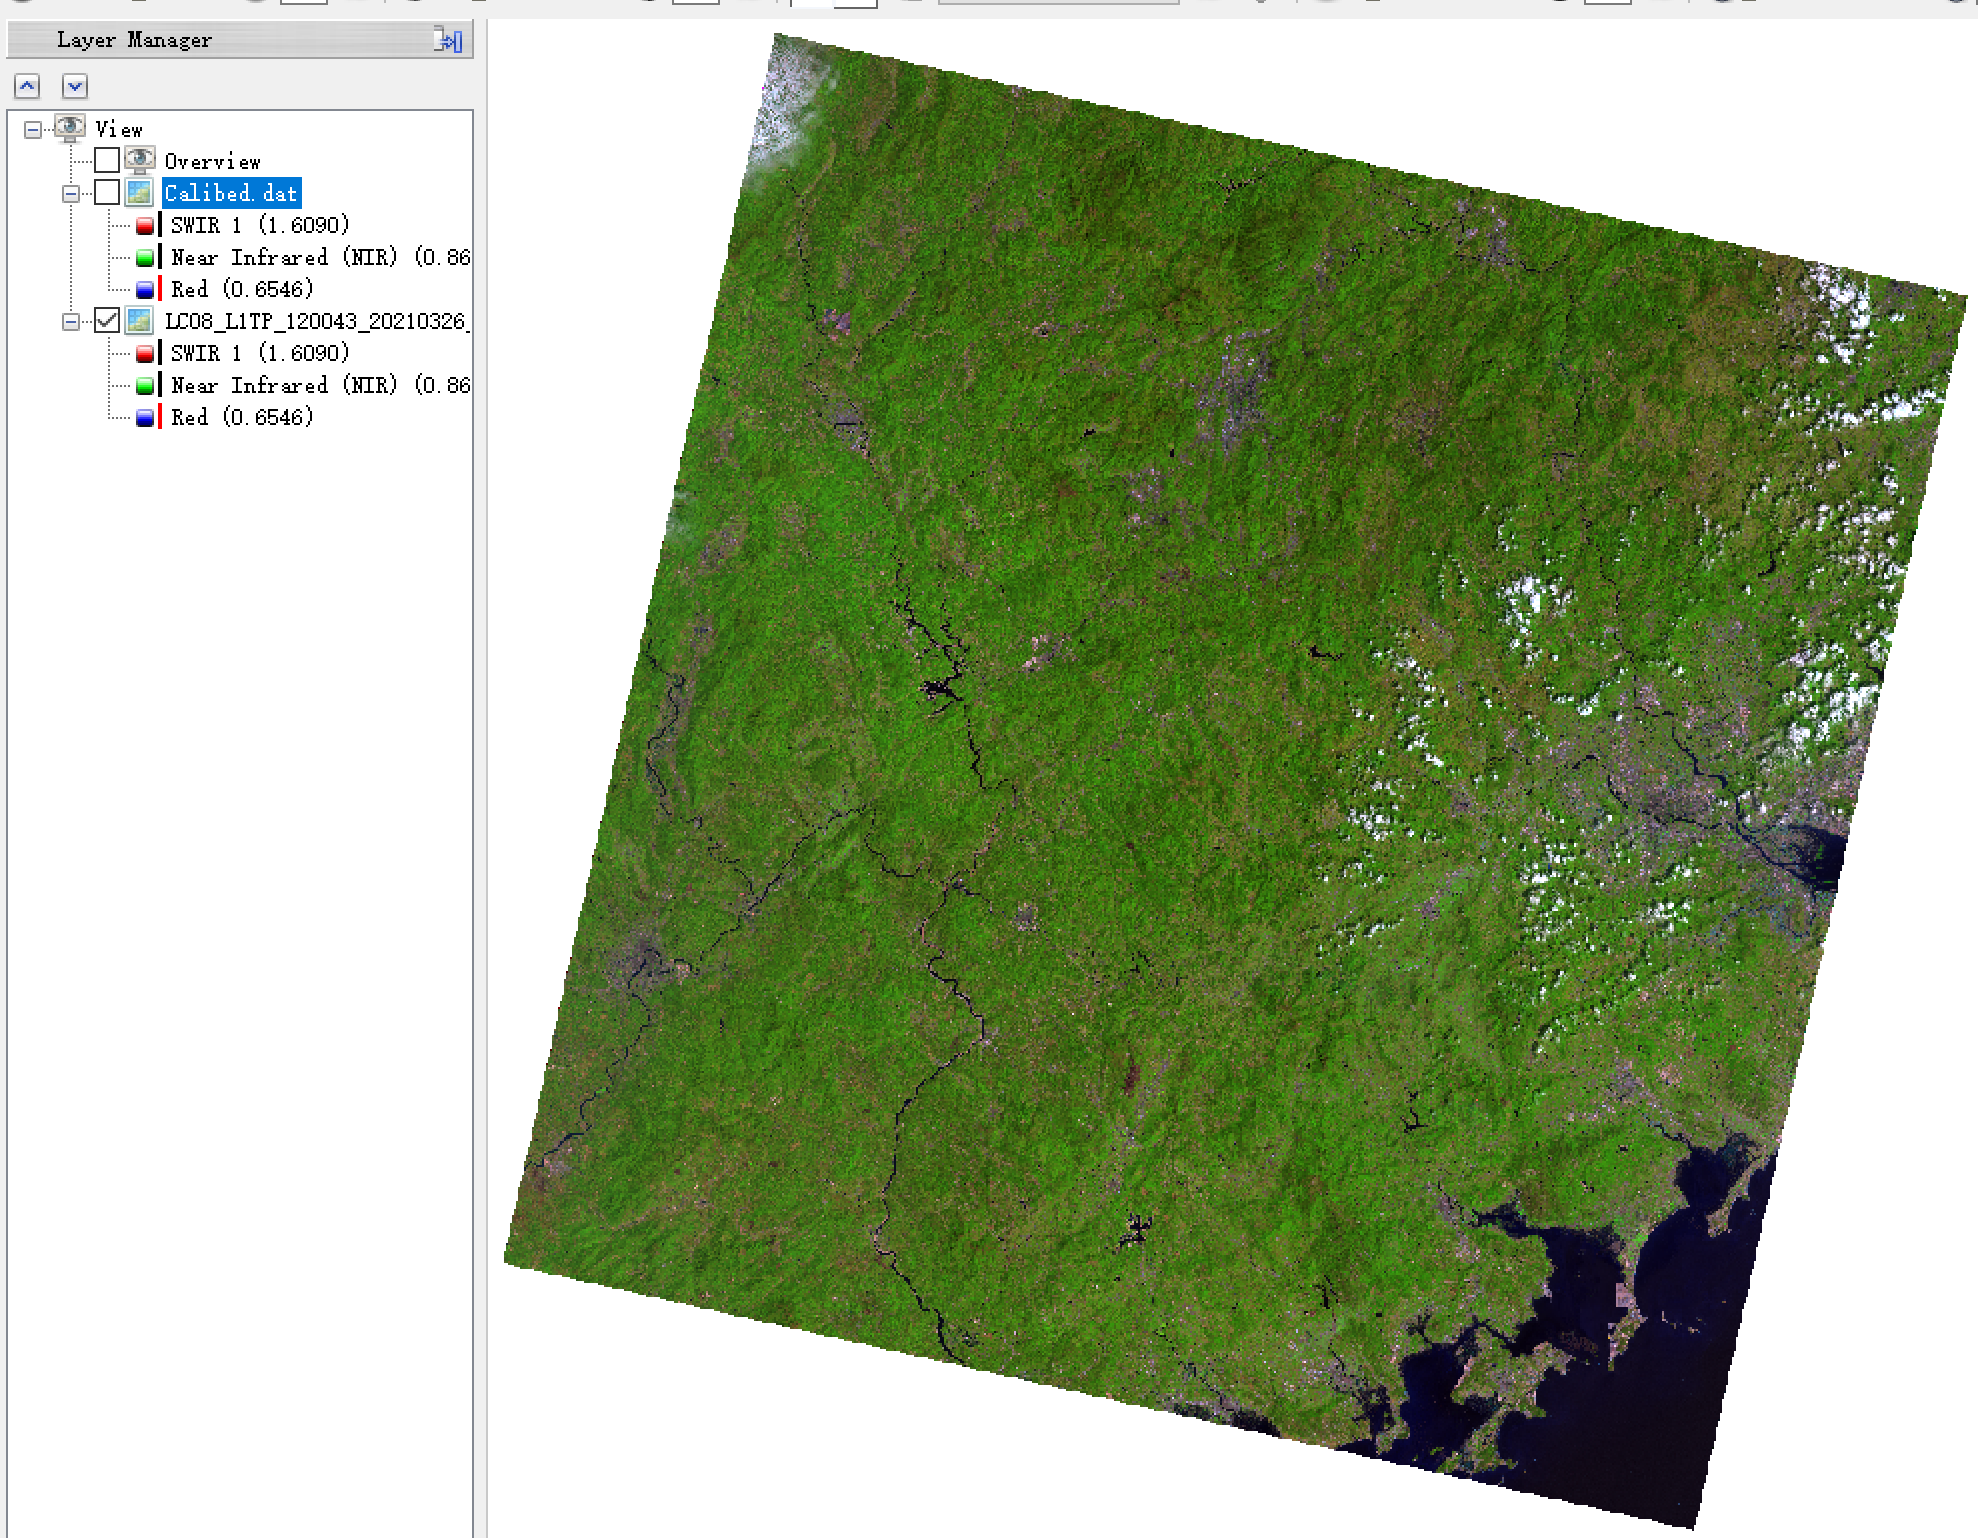 Layer Manager
View
Overview
Calibed.dat
SWIR 1 (1.6090)
Near Infrared (NIR) (0.86
Red (0.6546)
LC08_L1TP_120043_20210326_
SWIR 1 (1.6090)
Near Infrared (NIR) (0.86
Red (0.6546)